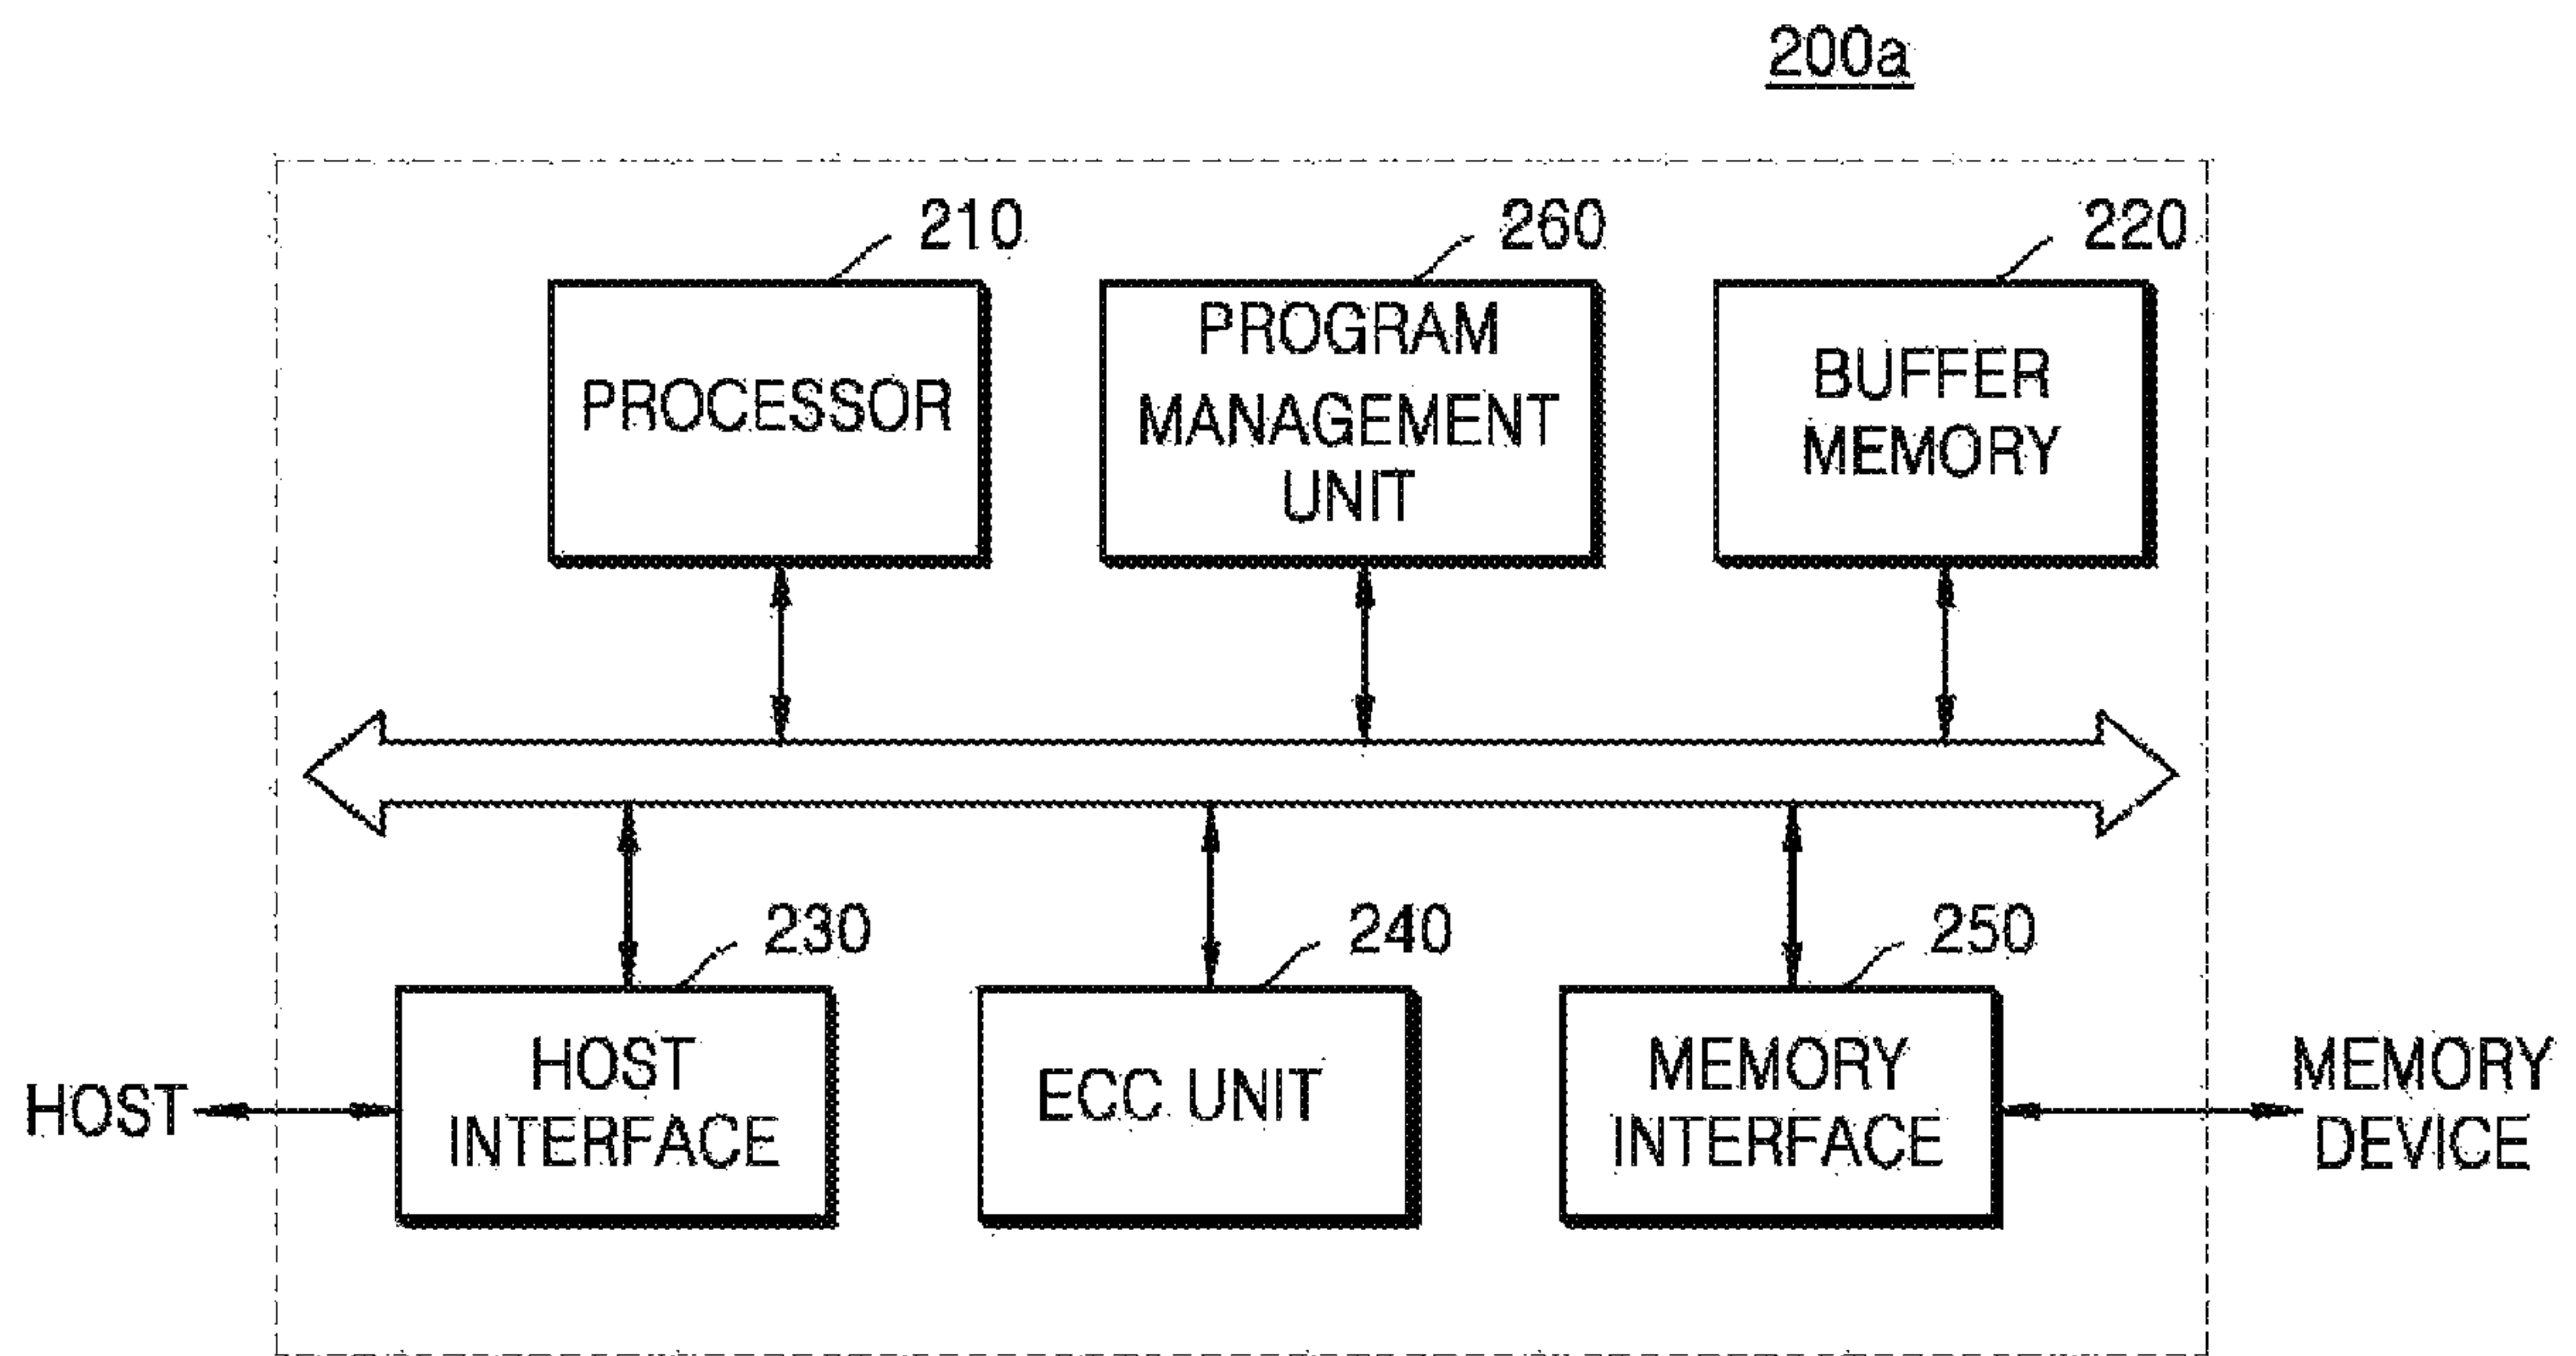 200a
210
260
220
PROCESSOR
PROGRAM
MANAGEMENT
UNIT
BUFFER
MEMORY
230
240
250
HOST
HOST
INTERFACE
ECC UNIT
MEMORY
INTERFACE
MEMORY
DEVICE